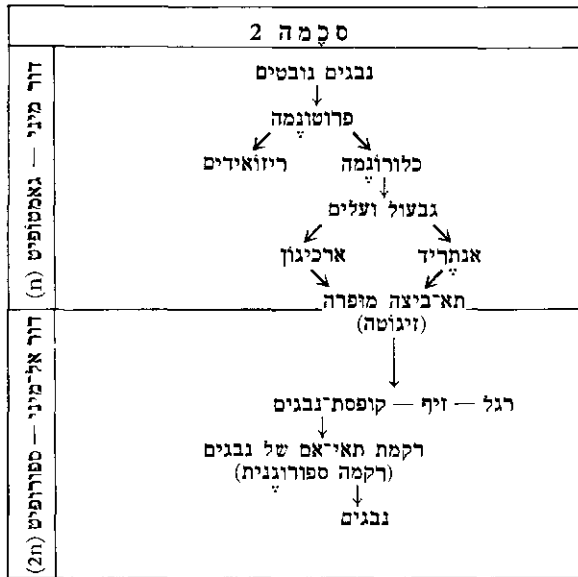 סכמה 2
דור מיני — גאמטופיט (n)
נבגים נובטים
↓
פרוטונמה
ריזואידים כלורונמה
↓
גבעול ועלים
ארכיגון אנתריד
תא־ביצה מופרה
(זיגוטה)
דור אל־מיני — ספורופיט (2n)
רגל — זיף — קופסת־נבגים
↓
רקמת תאי־אם של נבגים
(רקמה ספורוגנית)
↓
נבגים